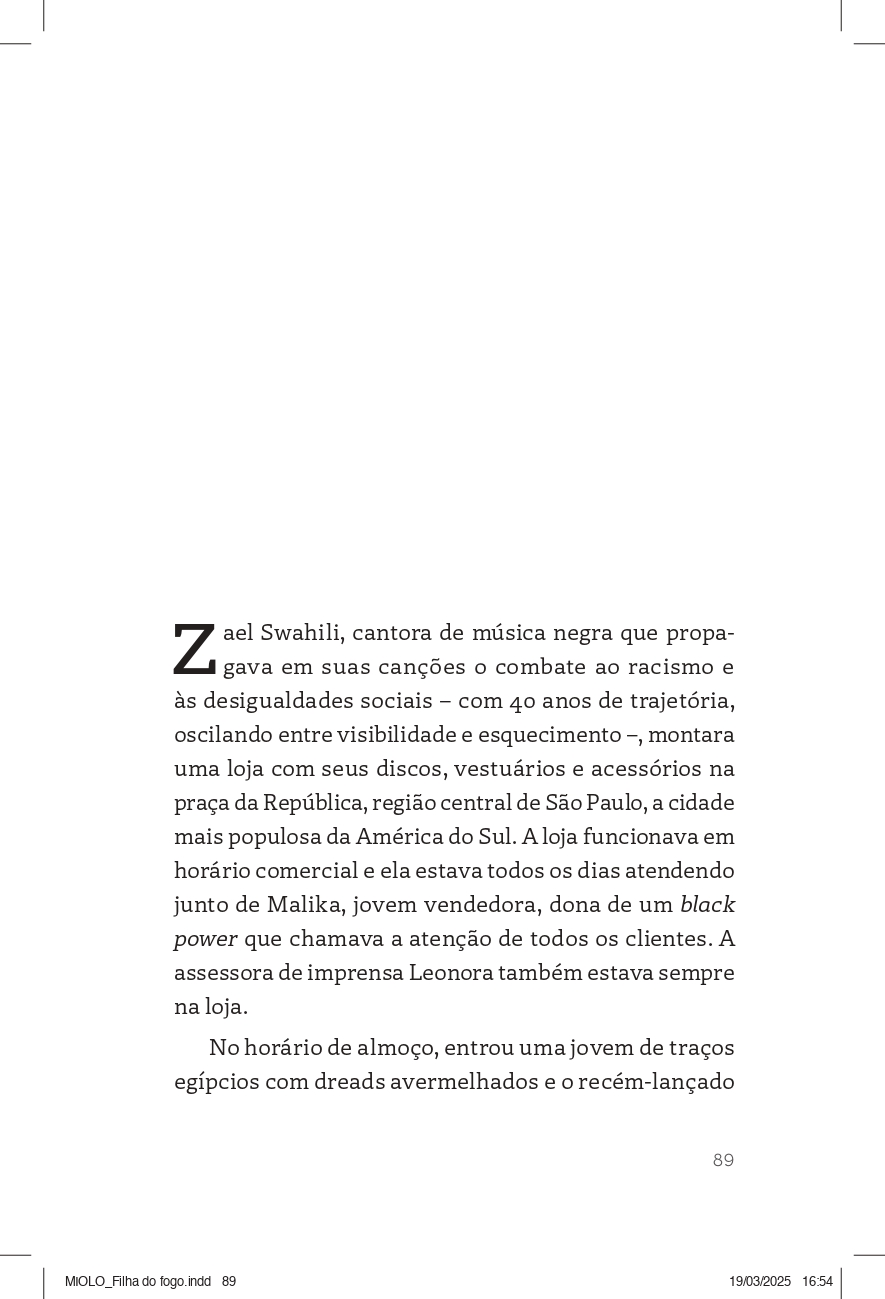 Zael Swahili, cantora de música negra que propa-
gava em suas canções o combate ao racismo e
às desigualdades sociais – com 40 anos de trajetória,
oscilando entre visibilidade e esquecimento –, montara
uma loja com seus discos, vestuários e acessórios na
praça da República, região central de São Paulo, a cidade
mais populosa da América do Sul. A loja funcionava em
horário comercial e ela estava todos os dias atendendo
junto de Malika, jovem vendedora, dona de um black
power que chamava a atenção de todos os clientes. A
assessora de imprensa Leonora também estava sempre
na loja.
No horário de almoço, entrou uma jovem de traços
egípcios com dreads avermelhados e o recém-lançado
89
MIOLO_Filha do fogo.indd 89 19/03/2025 16:54